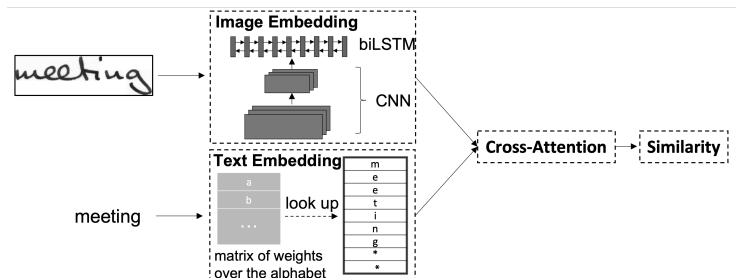 Image Embedding
biLSTM
meeting
CNN
Cross-Attention
Similarity
Text Embedding
meeting
a
b
...
look up
m
e
e
t
i
n
g
*
*
matrix of weights
over the alphabet